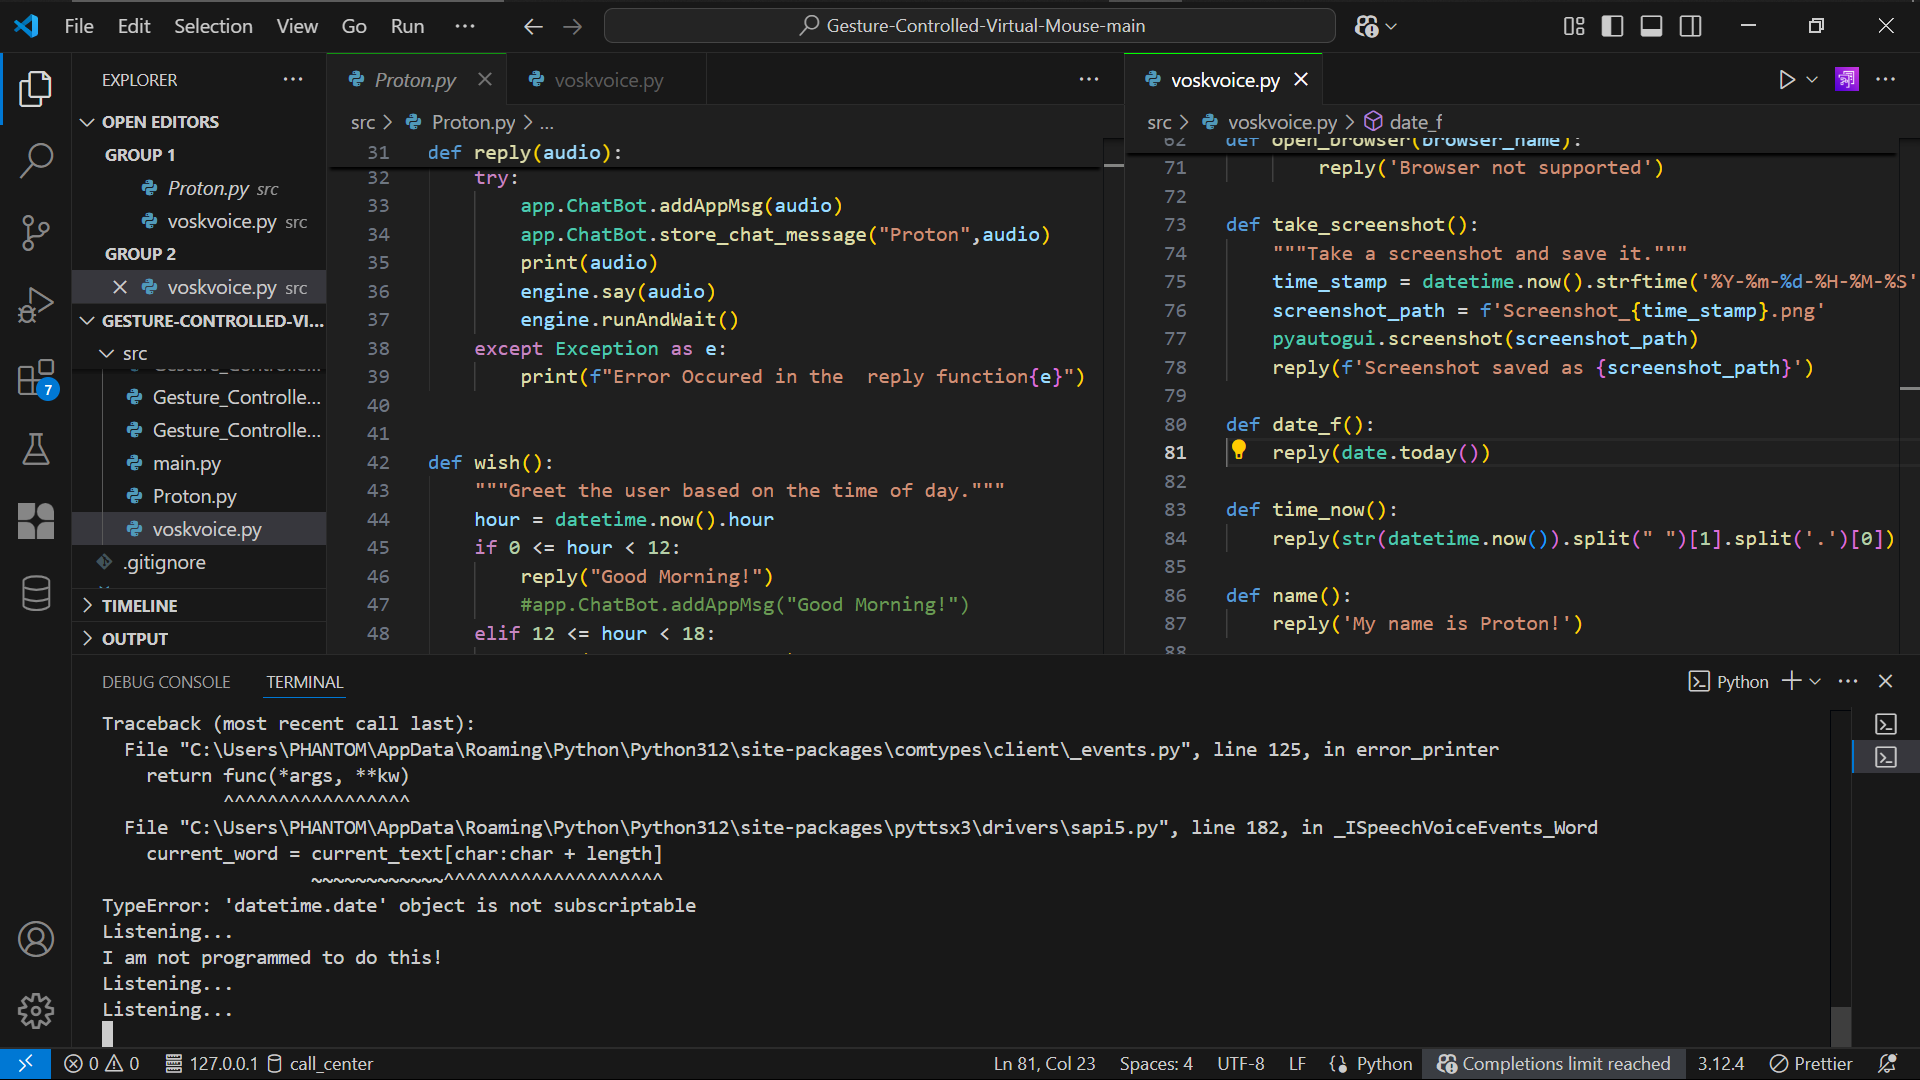 File Edit Selection View Go Run ··· Gesture-Controlled-Virtual-Mouse-main
EXPLORER
OPEN EDITORS
GROUP 1
Proton.py src
voskvoice.py src
GROUP 2
voskvoice.py src
GESTURE-CONTROLLED-VI...
src
Gesture_Controlle...
Gesture_Controlle...
Gesture_Controlle...
main.py
Proton.py
voskvoice.py
.gitignore
TIMELINE
OUTPUT
7
Proton.py voskvoice.py
src > Proton.py > ...
31 def reply(audio):
32 try:
33 app.ChatBot.addAppMsg(audio)
34 app.ChatBot.store_chat_message("Proton",audio)
35 print(audio)
36 engine.say(audio)
37 engine.runAndWait()
38 except Exception as e:
39 print(f"Error Occured in the  reply function{e}")
40
41
42 def wish():
43 """Greet the user based on the time of day."""
44 hour = datetime.now().hour
45 if 0 <= hour < 12:
46 reply("Good Morning!")
47 #app.ChatBot.addAppMsg("Good Morning!")
48 elif 12 <= hour < 18:
voskvoice.py
src > voskvoice.py > date_f
62 def open_browser(browser_name):
71 reply('Browser not supported')
72
73 def take_screenshot():
74 """Take a screenshot and save it."""
75 time_stamp = datetime.now().strftime('%Y-%m-%d-%H-%M-%S'
76 screenshot_path = f'Screenshot_{time_stamp}.png'
77 pyautogui.screenshot(screenshot_path)
78 reply(f'Screenshot saved as {screenshot_path}')
79
80 def date_f():
81 reply(date.today())
82
83 def time_now():
84 reply(str(datetime.now()).split(" ")[1].split('.')[0])
85
86 def name():
87 reply('My name is Proton!')
88
DEBUG CONSOLE TERMINAL Python
Traceback (most recent call last):
File "C:\Users\PHANTOM\AppData\Roaming\Python\Python312\site-packages\comtypes\client\_events.py", line 125, in error_printer
return func(*args, **kw)
^^^^^^^^^^^^^^^^^
File "C:\Users\PHANTOM\AppData\Roaming\Python\Python312\site-packages\pyttsx3\drivers\sapi5.py", line 182, in _ISpeechVoiceEvents_Word
current_word = current_text[char:char + length]
~~~~~~~~~~~~^^^^^^^^^^^^^^^^^^^^
TypeError: 'datetime.date' object is not subscriptable
Listening...
I am not programmed to do this!
Listening...
Listening...
0 0 127.0.0.1 call_center Ln 81, Col 23 Spaces: 4 UTF-8 LF Python Completions limit reached 3.12.4 Prettier